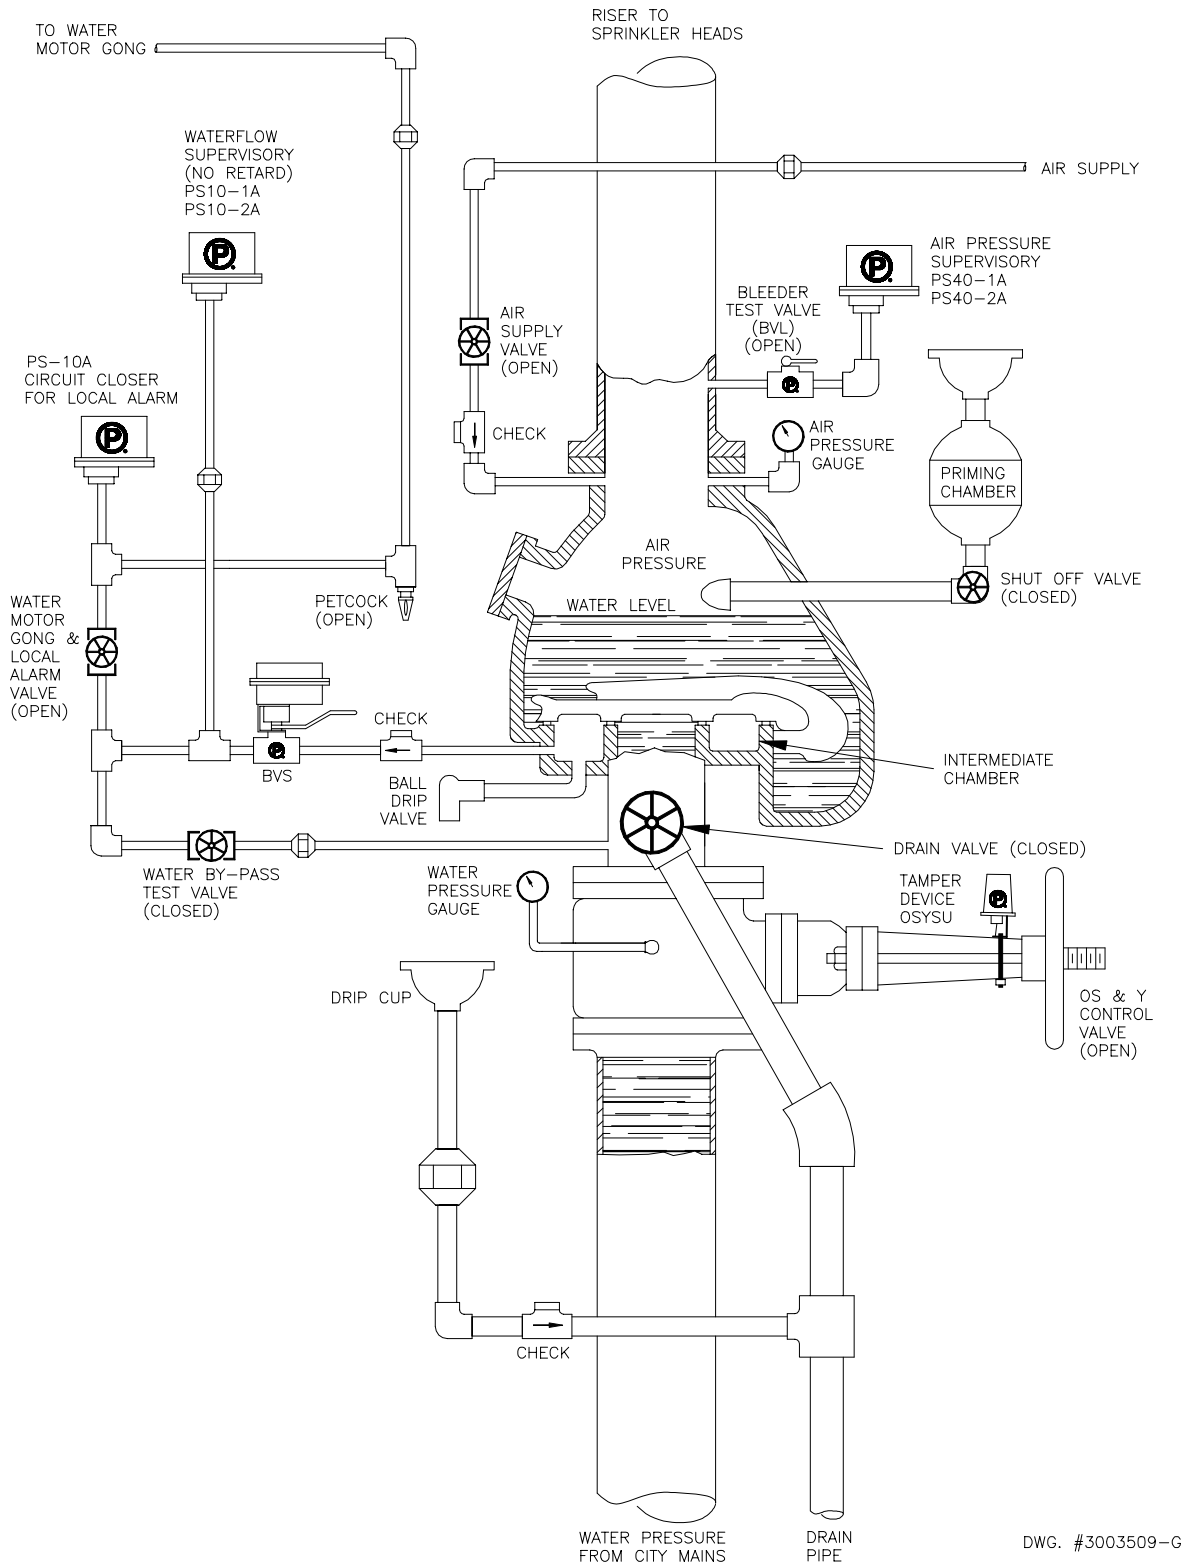 RISER TO
SPRINKLER HEADS
TO WATER
MOTOR GONG
WATERFLOW
SUPERVISORY
(NO RETARD)
PS10-1A
PS10-2A
P
AIR SUPPLY
AIR PRESSURE
SUPERVISORY
PS40-1A
PS40-2A
P
BLEEDER
TEST VALVE
(BVL)
(OPEN)
P
AIR
SUPPLY
VALVE
(OPEN)
PS-10A
CIRCUIT CLOSER
FOR LOCAL ALARM
P
CHECK
AIR
PRESSURE
GAUGE
PRIMING
CHAMBER
AIR
PRESSURE
SHUT OFF VALVE
(CLOSED)
WATER LEVEL
PETCOCK
(OPEN)
WATER
MOTOR
GONG &
LOCAL
ALARM
VALVE
(OPEN)
CHECK
P
BVS
INTERMEDIATE
CHAMBER
BALL
DRIP
VALVE
DRAIN VALVE (CLOSED)
WATER BY-PASS
TEST VALVE
(CLOSED)
WATER
PRESSURE
GAUGE
TAMPER
DEVICE
OSYSU
P
DRIP CUP
OS & Y
CONTROL
VALVE
(OPEN)
CHECK
WATER PRESSURE
FROM CITY MAINS
DRAIN
PIPE
DWG. #3003509-G